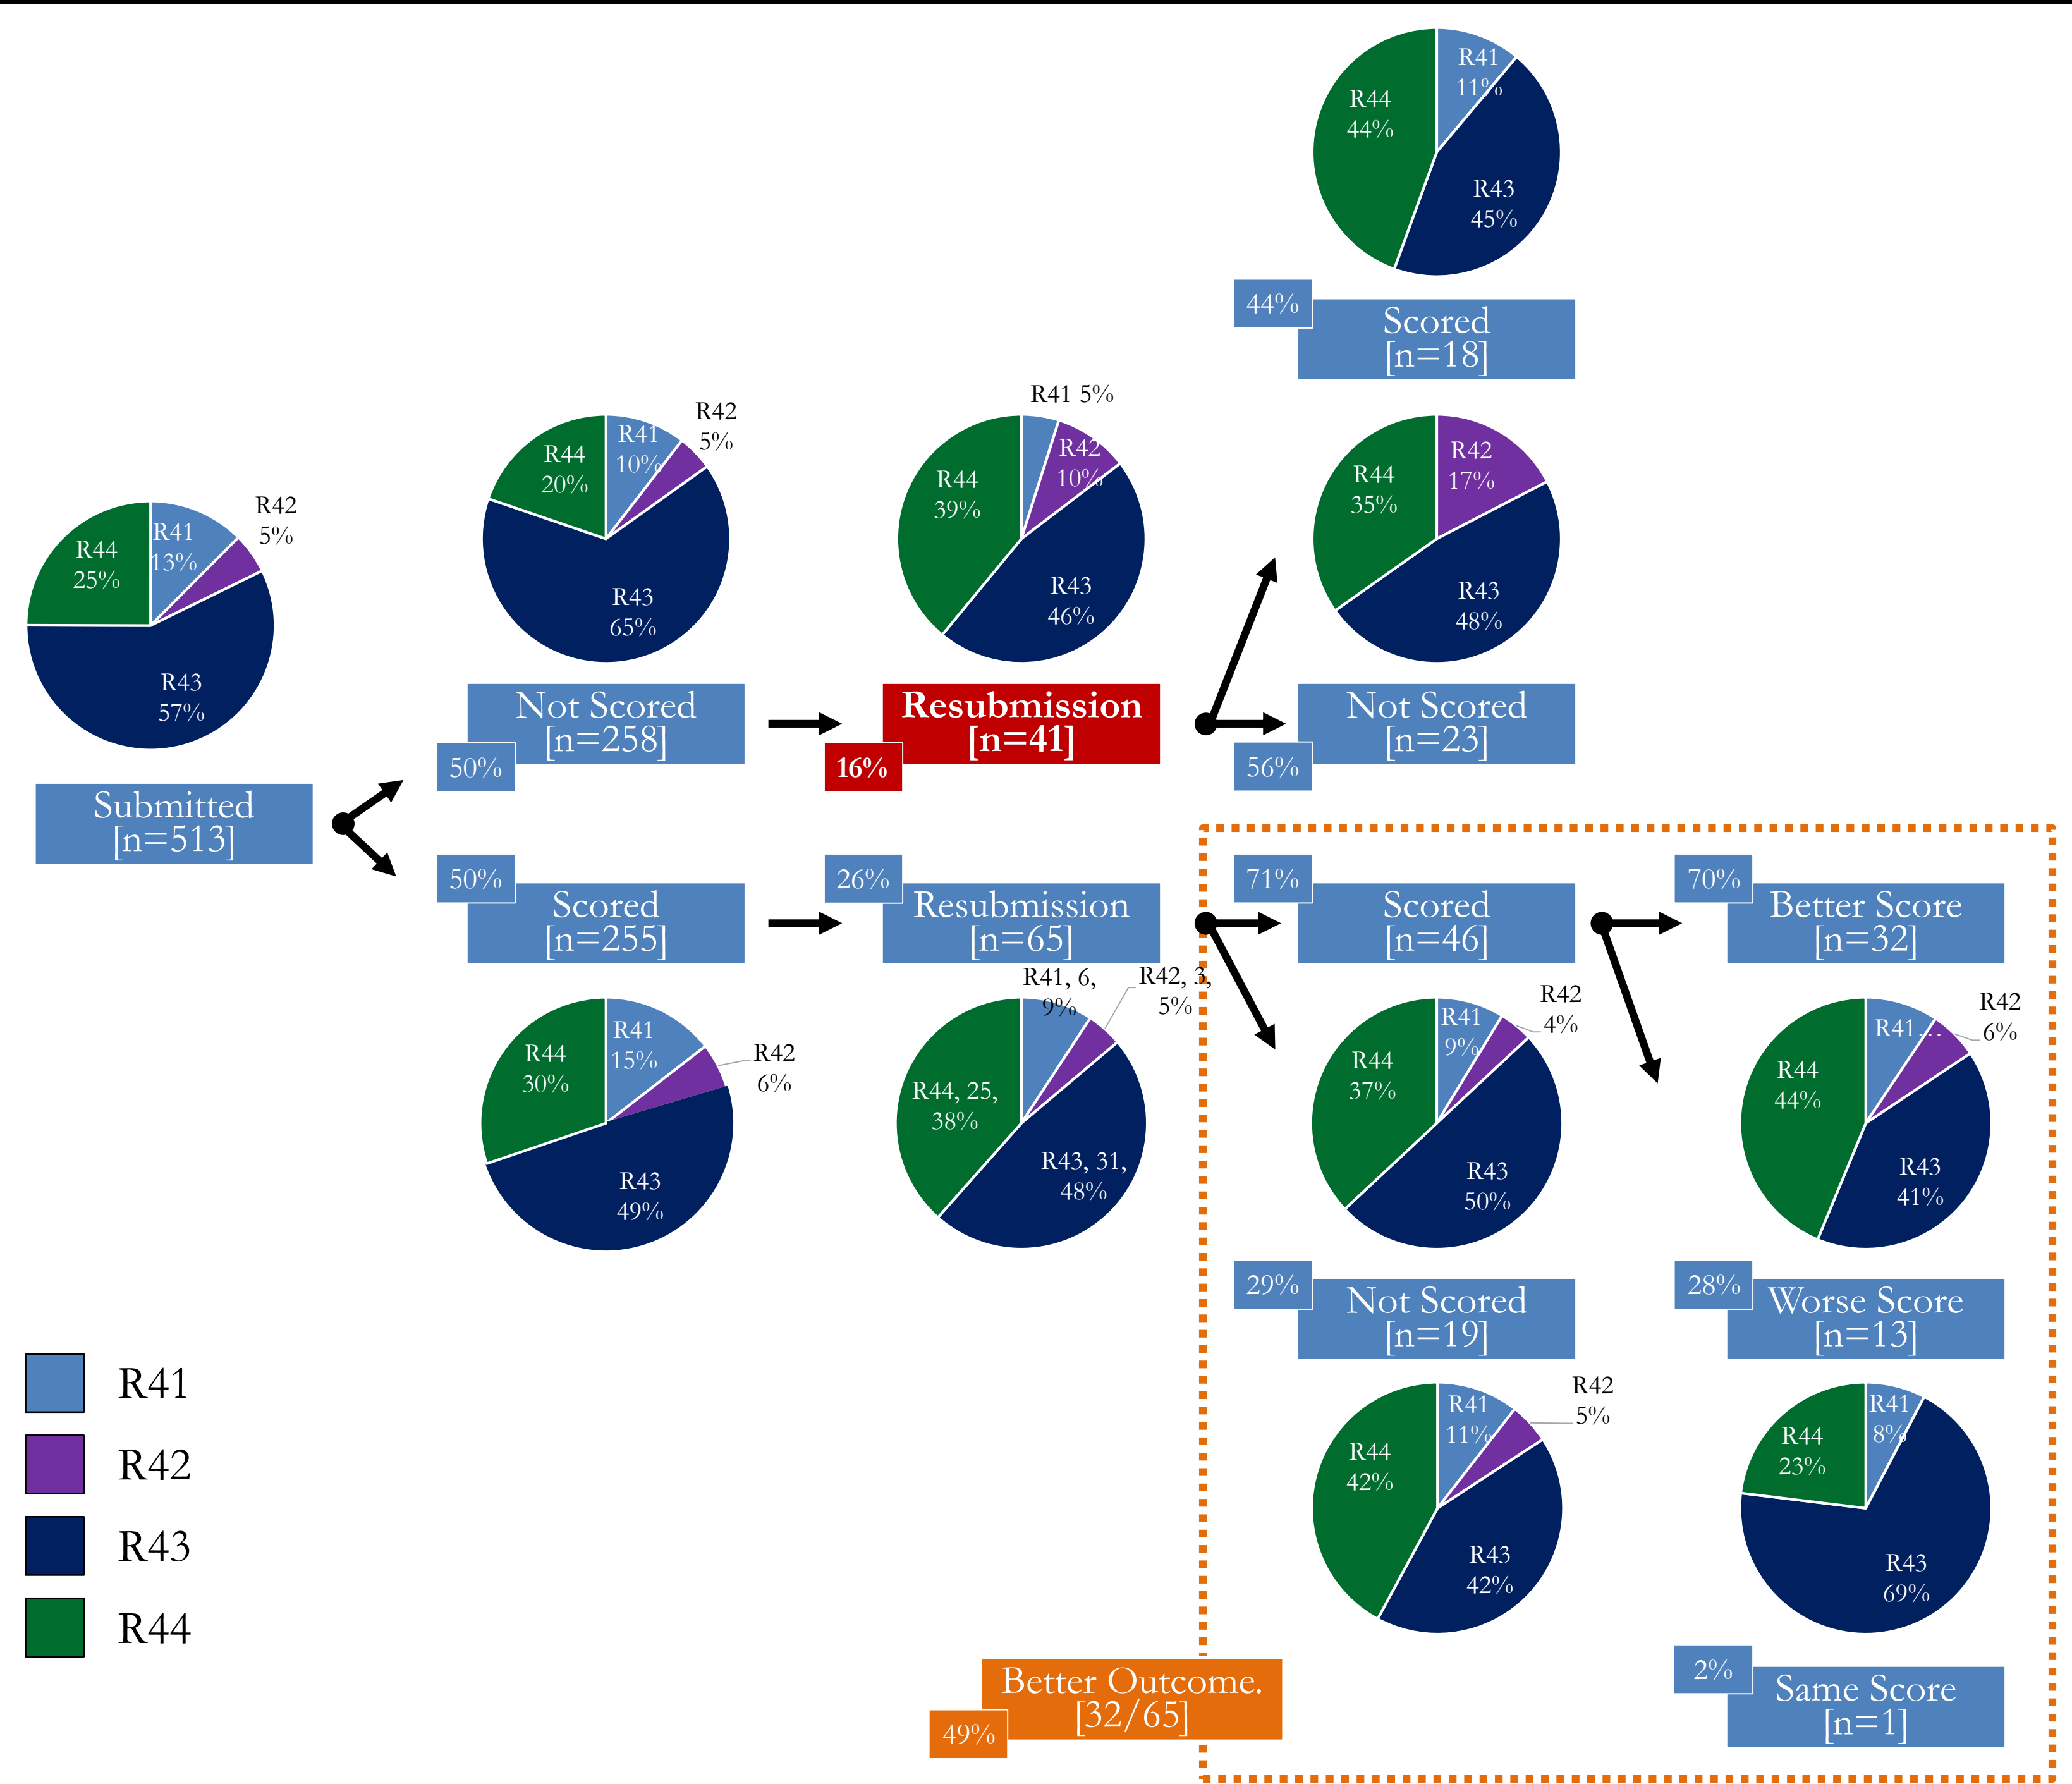 R41
11%
R44
44%
R43
45%
44%
Scored
[n=18]
R41 5%
R42
10%
R44
39%
R43
46%
R42
5%
R41
10%
R44
20%
R43
65%
R42
17%
R44
35%
R43
48%
R42
5%
R41
13%
R44
25%
R43
57%
Submitted
[n=513]
Not Scored
[n=258]
50%
Resubmission
[n=41]
16%
Not Scored
[n=23]
56%
50%
Scored
[n=255]
26%
Resubmission
[n=65]
71%
Scored
[n=46]
70%
Better Score
[n=32]
R41
15%
R42
6%
R44
30%
R43
49%
R41, 6,
9%
R42, 3,
5%
R44, 25,
38%
R43, 31,
48%
R41
9%
R42
4%
R44
37%
R43
50%
R41...
R42
6%
R44
44%
R43
41%
29%
Not Scored
[n=19]
28%
Worse Score
[n=13]
R41
11%
R42
5%
R44
42%
R43
42%
R41
8%
R44
23%
R43
69%
R41
R42
R43
R44
Better Outcome.
[32/65]
49%
2%
Same Score
[n=1]